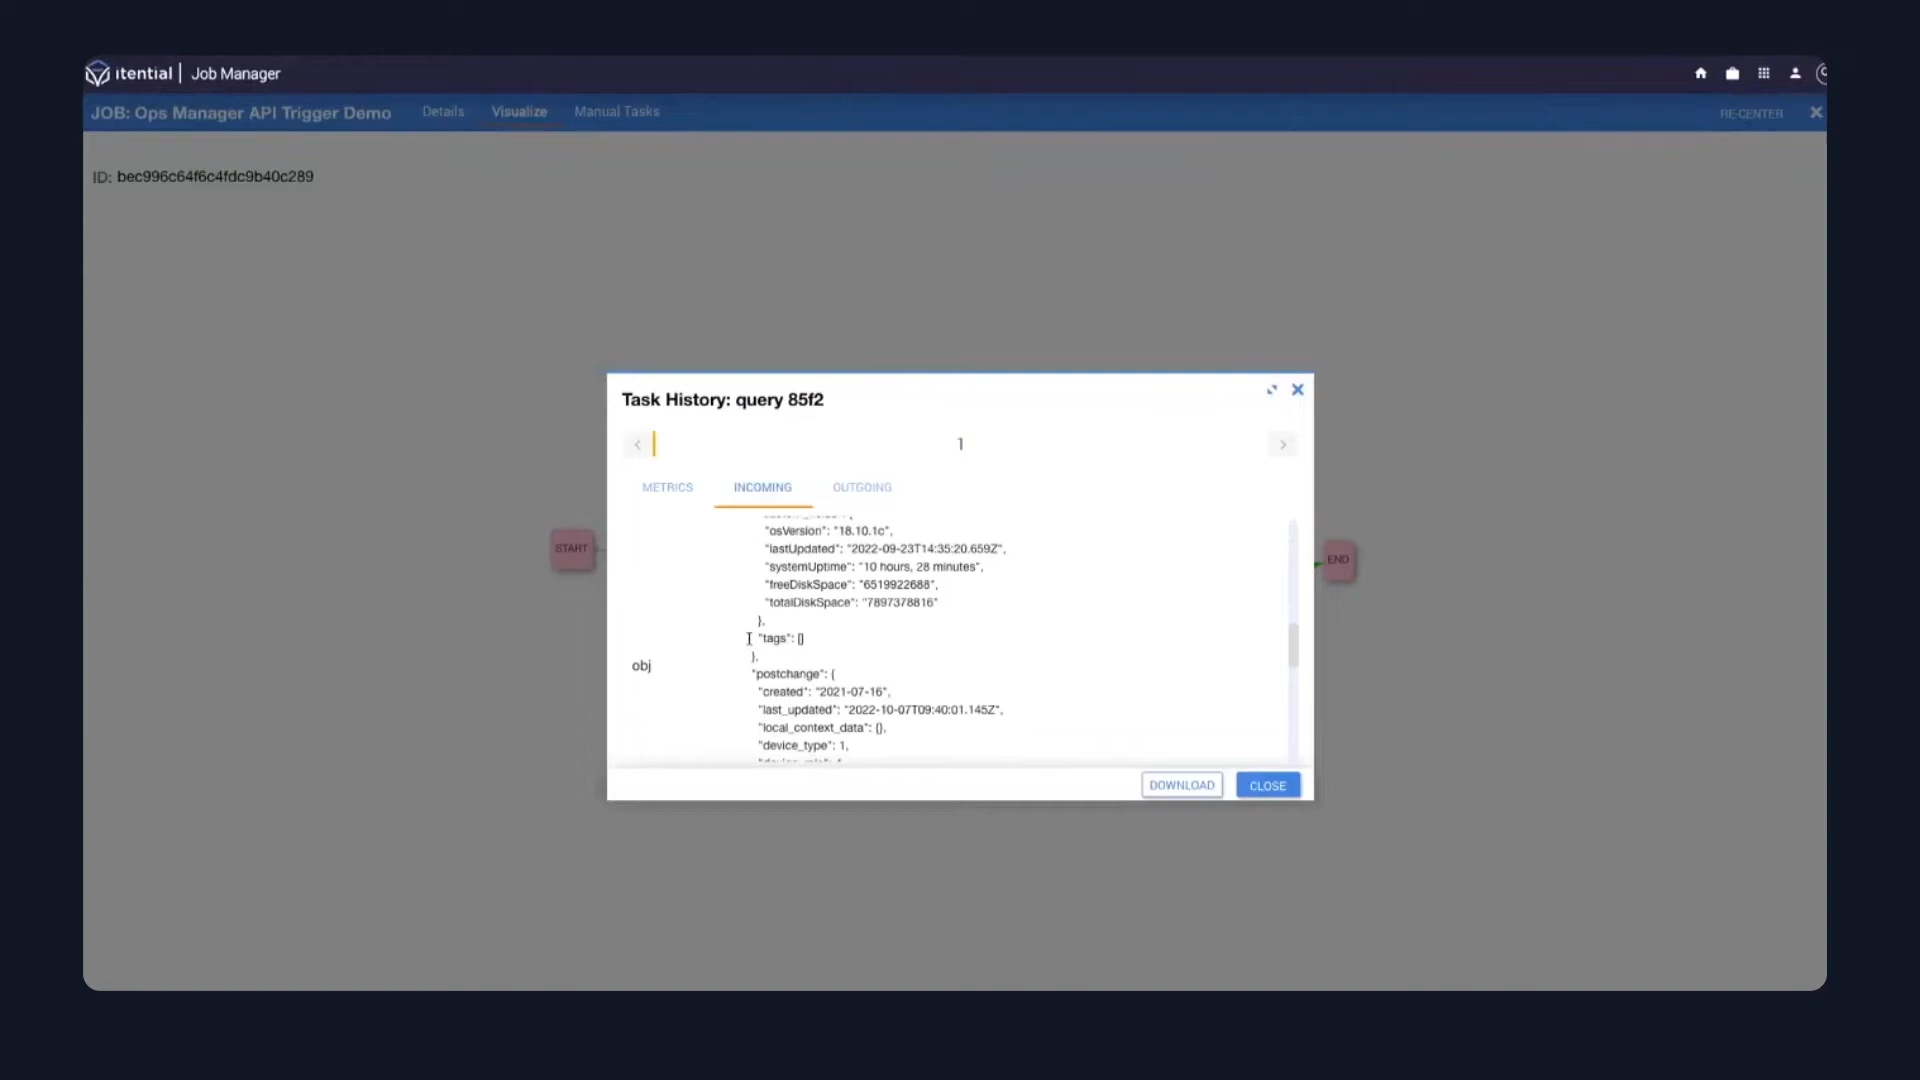 itential | Job Manager
JOB: Ops Manager API Trigger Demo
Details
Visualize
Manual Tasks
RE-CENTER
ID: bec996c64f6c4fdc9b40c289
Task History: query 85f2
1
METRICS
INCOMING
OUTGOING
"osVersion": "18.10.1c",
"lastUpdated": "2022-09-23T14:35:20.659Z",
"systemUptime": "10 hours, 28 minutes",
"freeDiskSpace": "6519922688",
"totalDiskSpace": "7897378816"
},
"tags": []
},
obj
"postchange": {
"created": "2021-07-16",
"last_updated": "2022-10-07T09:40:01.145Z",
"local_context_data": {},
"device_type": 1,
START
END
DOWNLOAD
CLOSE